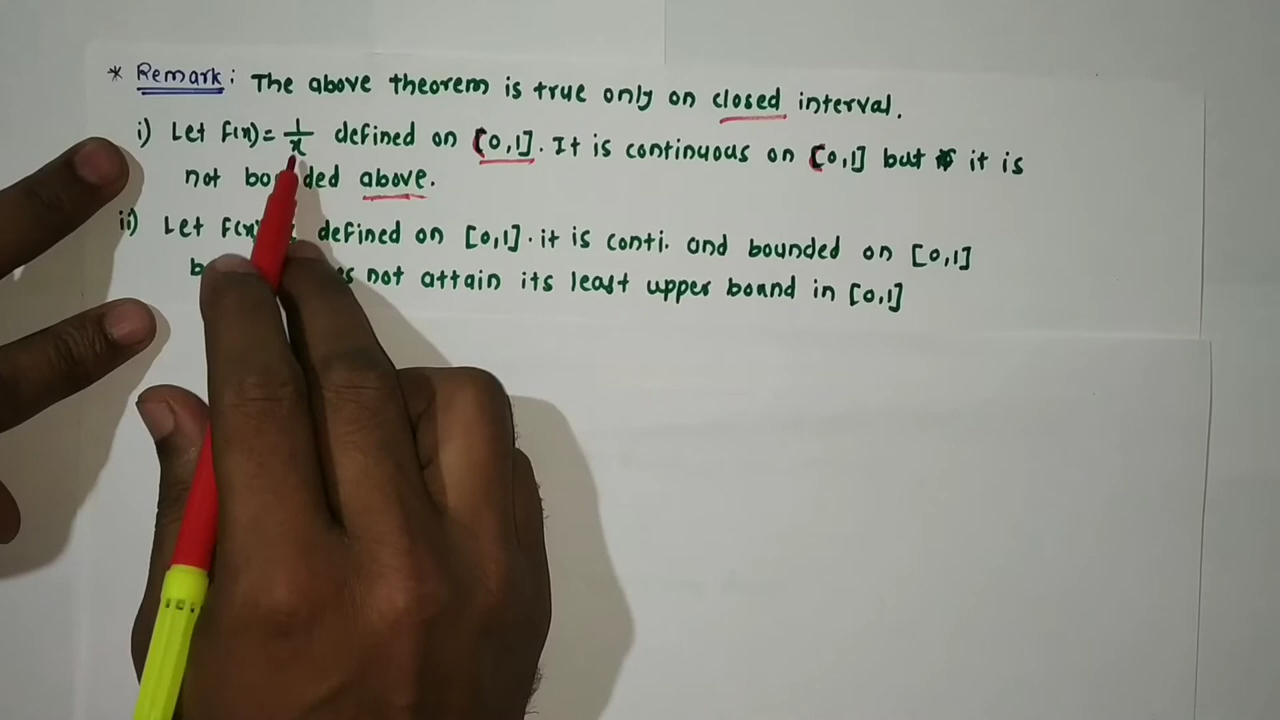 * Remark: The above theorem is true only on closed interval.
i) Let f(x)= 1/x defined on (0,1]. It is continuous on (0,1] but it is
not bounded above.
ii) Let defined on [0,1]. it is conti. and bounded on [0,1]
not attain its least upper bound in [0,1]